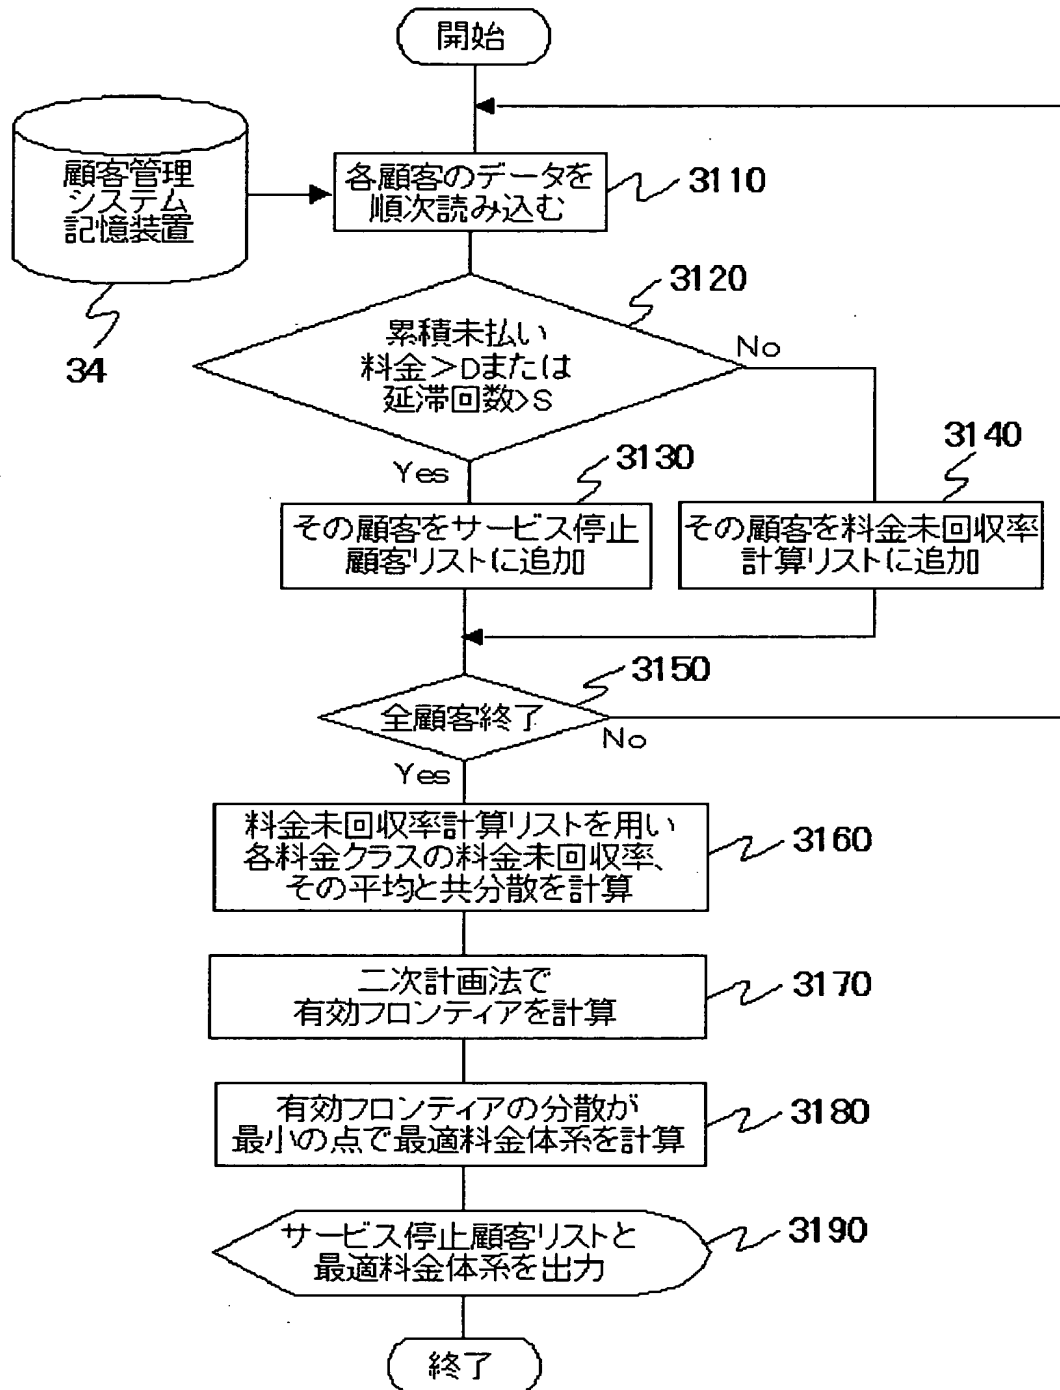 開始
顧客管理
システム
記憶装置
34
各顧客のデータを
順次読み込む
3110
累積未払い
料金>Dまたは
延滞回数>S
3120
No
Yes
その顧客をサービス停止
顧客リストに追加
3130
その顧客を料金未回収率
計算リストに追加
3140
全顧客終了
3150
No
Yes
料金未回収率計算リストを用い
各料金クラスの料金未回収率、
その平均と共分散を計算
3160
二次計画法で
有効フロンティアを計算
3170
有効フロンティアの分散が
最小の点で最適料金体系を計算
3180
サービス停止顧客リストと
最適料金体系を出力
3190
終了